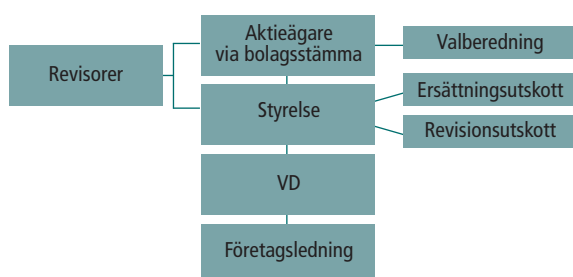 Aktieägare
via bolagsstämma
Valberedning
Revisorer
Ersättningsutskott
Styrelse
Revisionsutskott
VD
Företagsledning